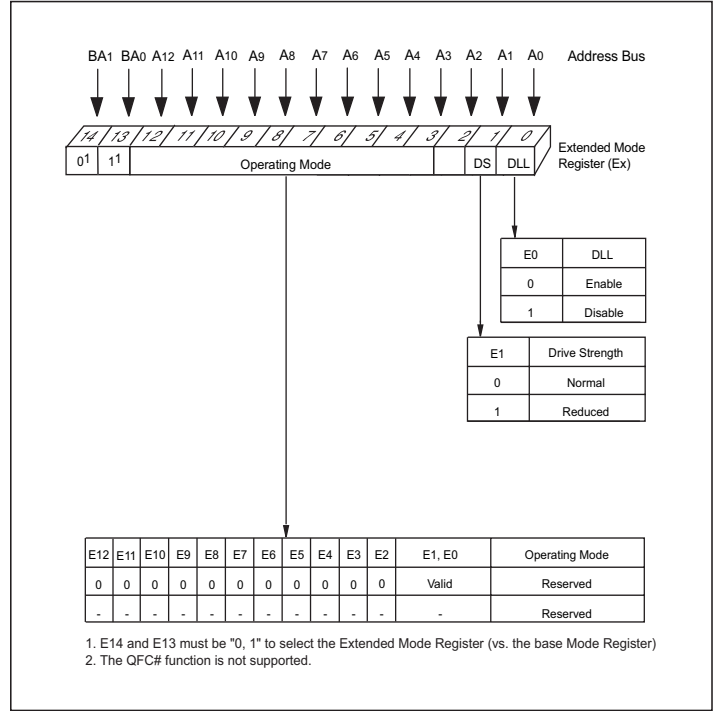 BA1 BA0 A12 A11 A10 A9 A8 A7 A6 A5 A4 A3 A2 A1 A0 Address Bus
14 13 12 11 10 9 8 7 6 5 4 3 2 1 0
Extended Mode
Register (Ex)
0¹ 1¹ Operating Mode DS DLL
E0 DLL
0 Enable
1 Disable
E1 Drive Strength
0 Normal
1 Reduced
E12 E11 E10 E9 E8 E7 E6 E5 E4 E3 E2 E1, E0 Operating Mode
0 0 0 0 0 0 0 0 0 0 0 Valid Reserved
- - - - - - - - - - - - Reserved
1. E14 and E13 must be "0, 1" to select the Extended Mode Register (vs. the base Mode Register)
2. The QFC# function is not supported.